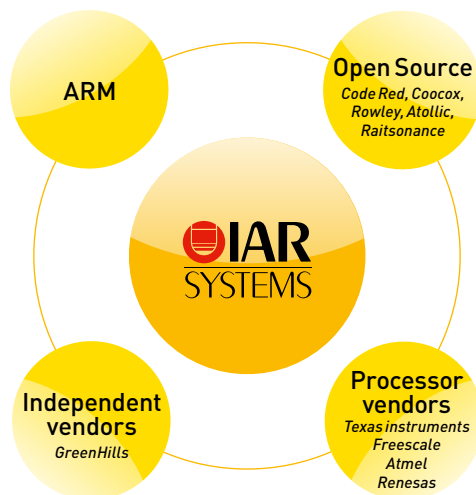 ARM
Open Source
Code Red, Coocox,
Rowley, Atollic,
Raitsonance
IAR
SYSTEMS
Independent
vendors
GreenHills
Processor
vendors
Texas instruments
Freescale
Atmel
Renesas